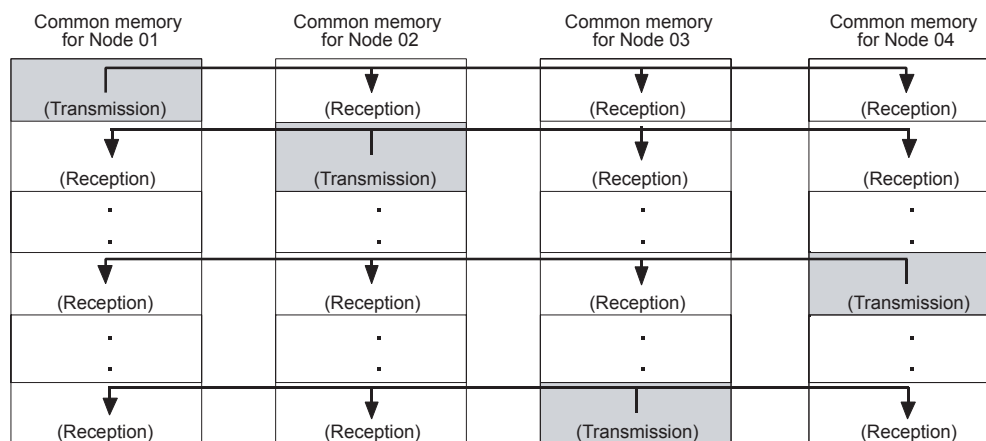 Common memory
for Node 01
Common memory
for Node 02
Common memory
for Node 03
Common memory
for Node 04
(Transmission)
(Reception)
(Reception)
(Reception)
(Reception)
(Transmission)
(Reception)
(Reception)
(Reception)
(Reception)
(Reception)
(Transmission)
(Reception)
(Reception)
(Transmission)
(Reception)